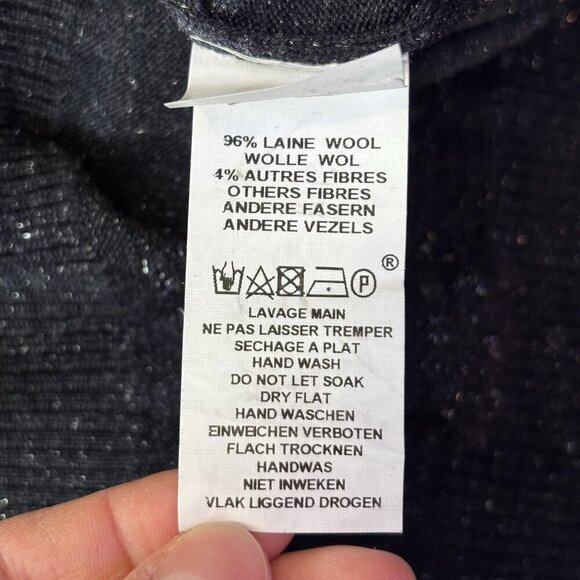 96% LAINE WOOL
WOLLE WOL
4% AUTRES FIBRES
OTHERS FIBRES
ANDERE FASERN
ANDERE VEZELS
P ®
LAVAGE MAIN
NE PAS LAISSER TREMPER
SECHAGE A PLAT
HAND WASH
DO NOT LET SOAK
DRY FLAT
HAND WASCHEN
EINWEICHEN VERBOTEN
FLACH TROCKNEN
HANDWAS
NIET INWEKEN
VLAK LIGGEND DROGEN